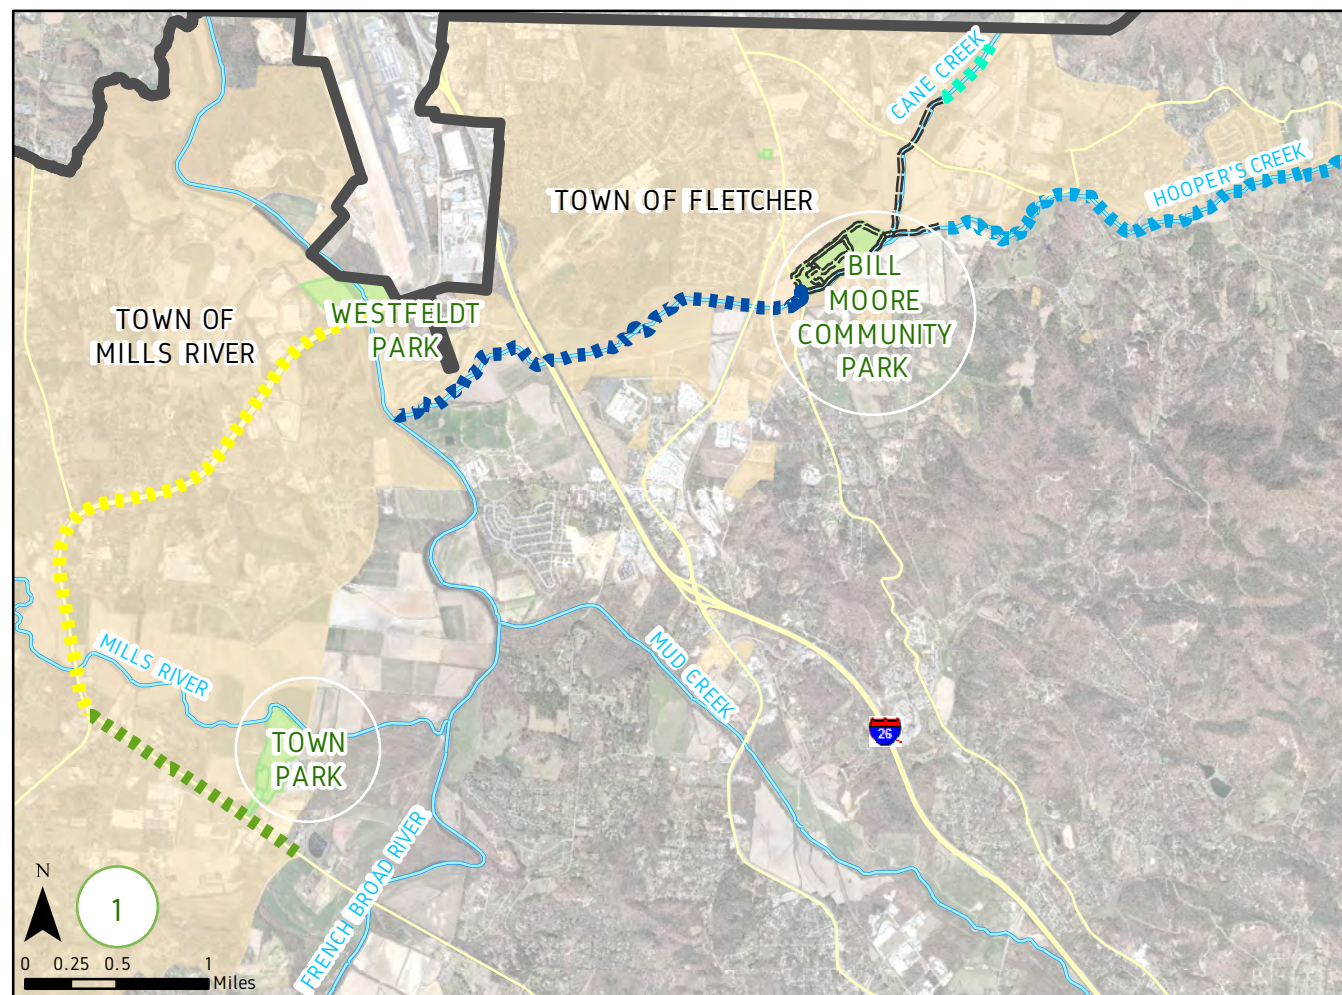 CANE CREEK
HOOPER'S CREEK
TOWN OF FLETCHER
BILL
MOORE
COMMUNITY
PARK
WESTFELDT
PARK
TOWN OF
MILLS RIVER
MILLS RIVER
MUD CREEK
TOWN
PARK
26
FRENCH BROAD RIVER
N
1
0 0.25 0.5 1
Miles